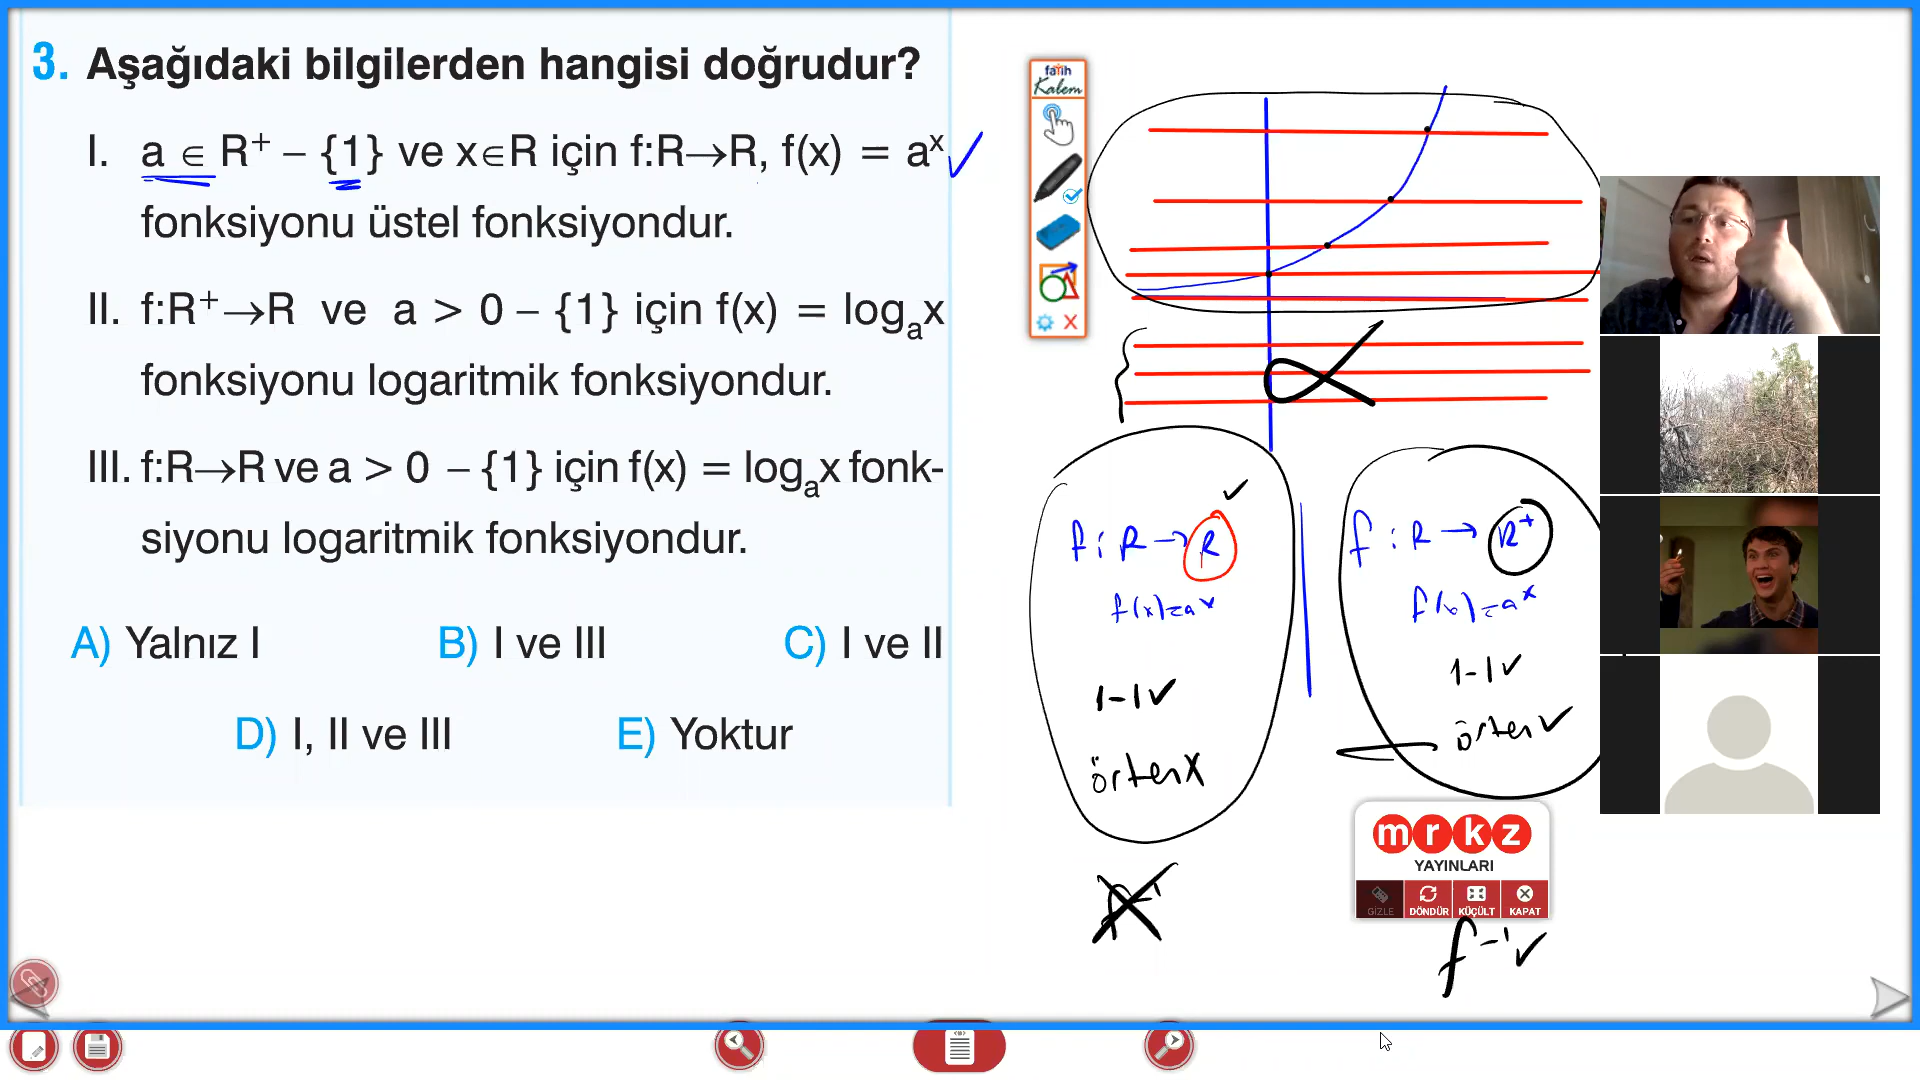 3. Aşağıdaki bilgilerden hangisi doğrudur?
I. a ∈ R⁺ – {1} ve x∈R için f:R→R, f(x) = aˣ ✓
fonksiyonu üstel fonksiyondur.
II. f:R⁺→R ve a > 0 – {1} için f(x) = logₐx
fonksiyonu logaritmik fonksiyondur.
III. f:R→R ve a > 0 – {1} için f(x) = logₐx fonk-
siyonu logaritmik fonksiyondur.
A) Yalnız I B) I ve III C) I ve II
D) I, II ve III E) Yoktur
fatih
Kalem
f : R → R ✓
f(x)=aˣ
1-1 ✓
örten x
f : R → R⁺
f(x)=aˣ
1-1 ✓
örten ✓
mrkz
YAYINLARI
GİZLE DÖNDÜR KÜÇÜLT KAPAT
f⁻¹ ✓